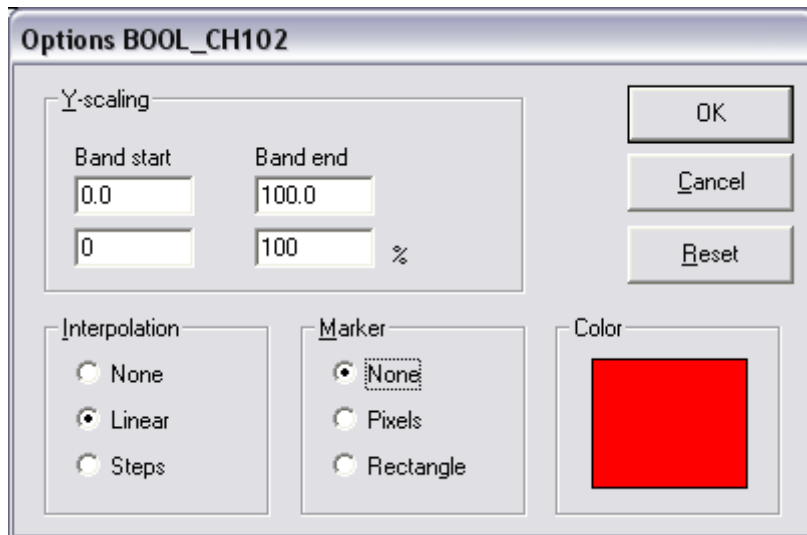 Options BOOL_CH102
Y-scaling
Band start Band end
0.0 100.0
0 100 %
OK
Cancel
Reset
Interpolation
None
Linear
Steps
Marker
None
Pixels
Rectangle
Color